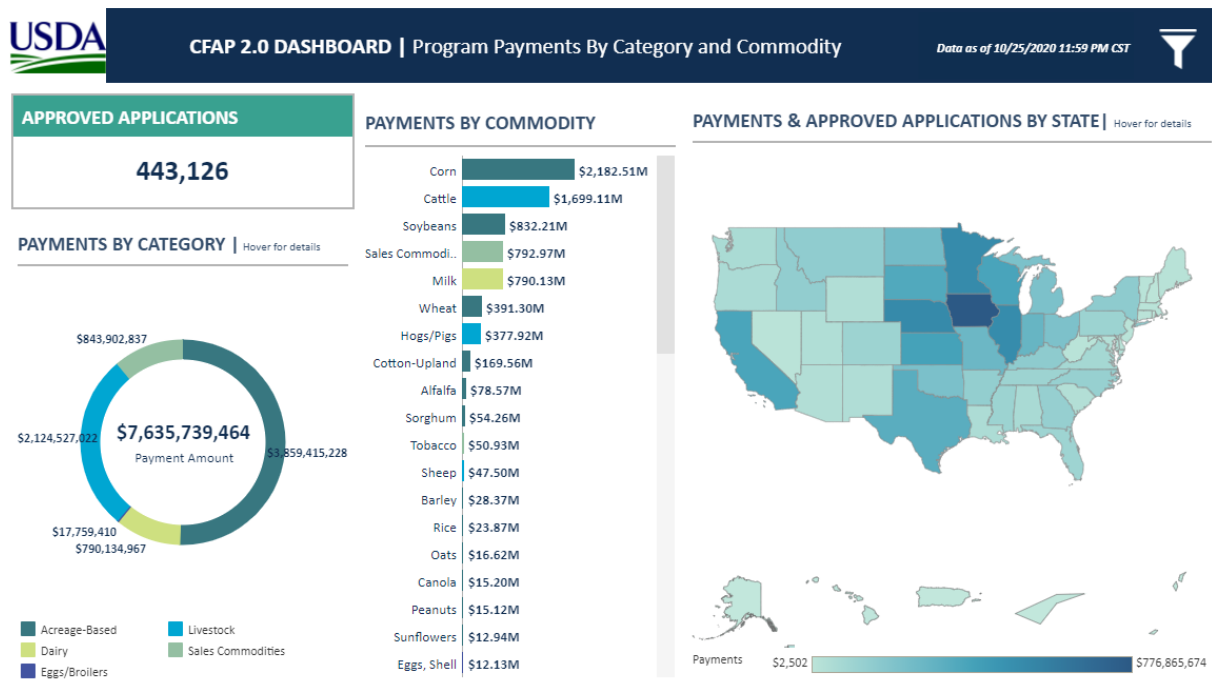 USDA
CFAP 2.0 DASHBOARD | Program Payments By Category and Commodity
Data as of 10/25/2020 11:59 PM CST
APPROVED APPLICATIONS
443,126
PAYMENTS BY CATEGORY | Hover for details
$843,902,837
$2,124,527,022
$7,635,739,464
Payment Amount
$3,859,415,228
$17,759,410
$790,134,967
Acreage-Based
Livestock
Dairy
Sales Commodities
Eggs/Broilers
PAYMENTS BY COMMODITY
Corn $2,182.51M
Cattle $1,699.11M
Soybeans $832.21M
Sales Commodi.. $792.97M
Milk $790.13M
Wheat $391.30M
Hogs/Pigs $377.92M
Cotton-Upland $169.56M
Alfalfa $78.57M
Sorghum $54.26M
Tobacco $50.93M
Sheep $47.50M
Barley $28.37M
Rice $23.87M
Oats $16.62M
Canola $15.20M
Peanuts $15.12M
Sunflowers $12.94M
Eggs, Shell $12.13M
PAYMENTS & APPROVED APPLICATIONS BY STATE| Hover for details
Payments $2,502 $776,865,674